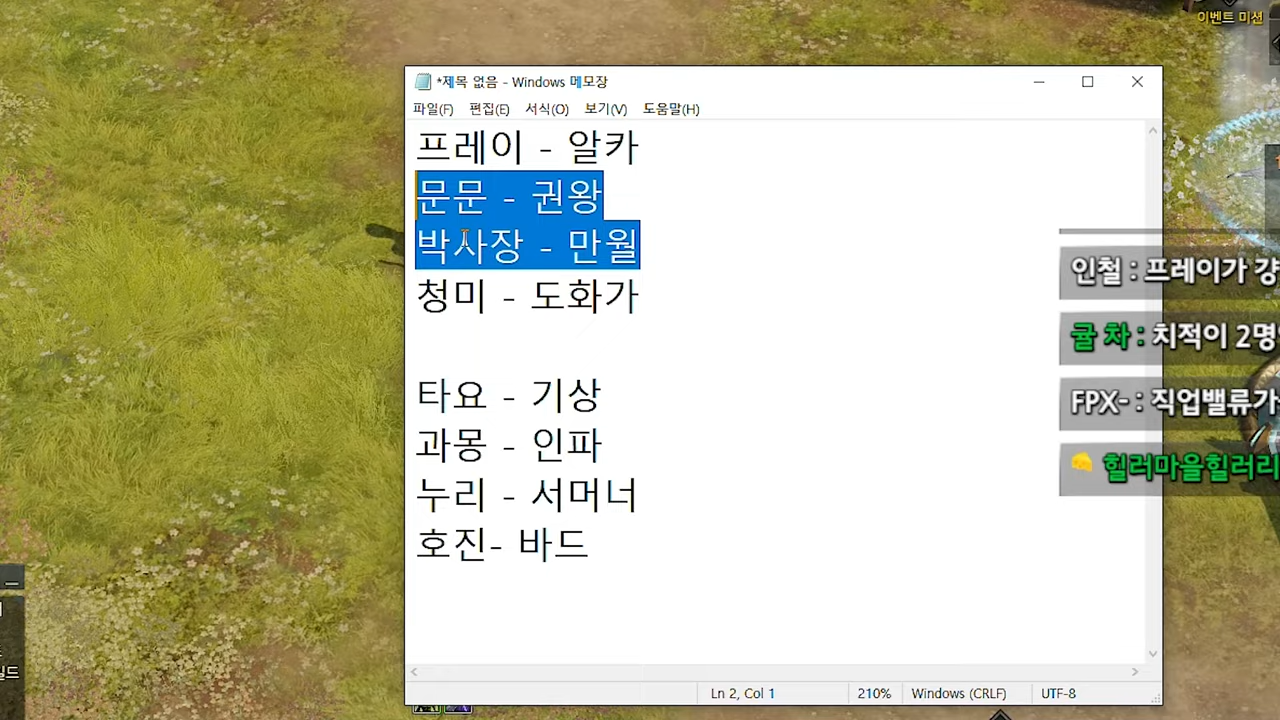 이벤트 미션
*제목 없음 - Windows 메모장
파일(F) 편집(E) 서식(O) 보기(V) 도움말(H)
프레이 - 알카
문문 - 권왕
박사장 - 만월
청미 - 도화가
타요 - 기상
과몽 - 인파
누리 - 서머너
호진- 바드
인철 : 프레이가 걍
귤 차 : 치적이 2명
FPX- : 직업밸류가
힐러마을힐러리
Ln 2, Col 1 210% Windows (CRLF) UTF-8